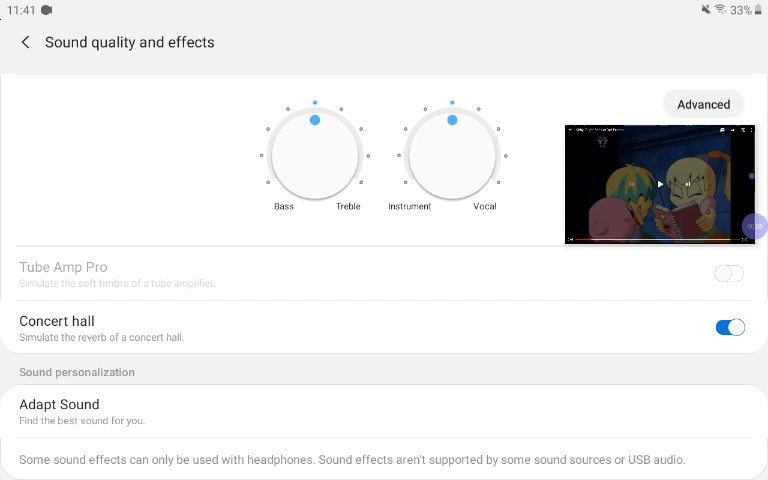 11:41
33%
Sound quality and effects
Advanced
Bass
Treble
Instrument
Vocal
Tube Amp Pro
Simulate the soft timbre of a tube amplifier.
Concert hall
Simulate the reverb of a concert hall.
Sound personalization
Adapt Sound
Find the best sound for you.
Some sound effects can only be used with headphones. Sound effects aren't supported by some sound sources or USB audio.